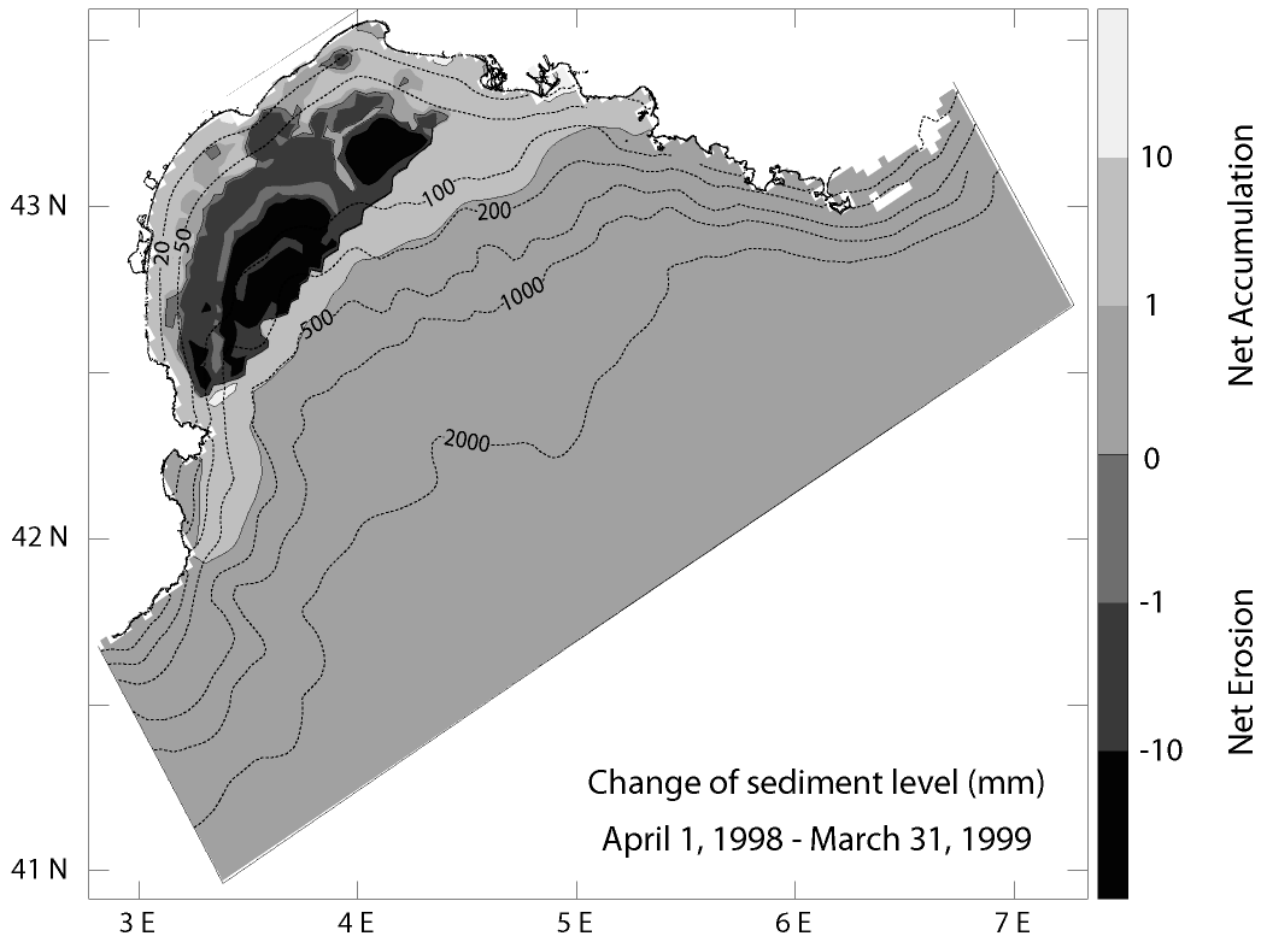 43 N
42 N
41 N
3 E
4 E
5 E
6 E
7 E
20
50
100
200
500
1000
2000
Change of sediment level (mm)
April 1, 1998 - March 31, 1999
10
1
0
-1
-10
Net Accumulation
Net Erosion